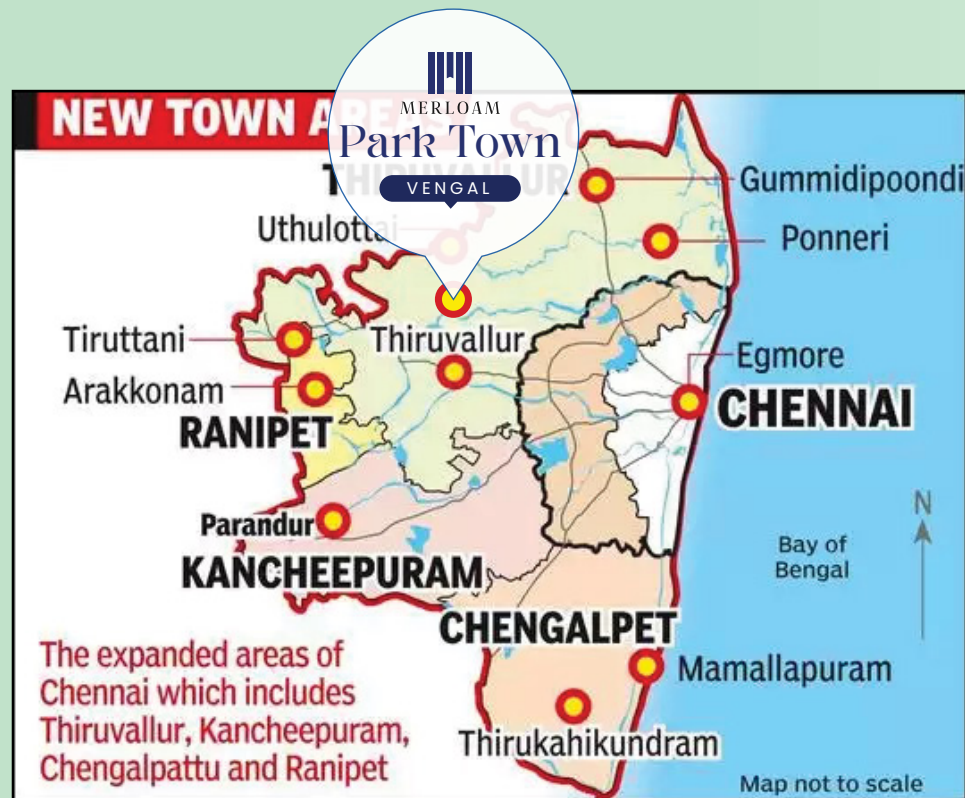 MERLOAM
Park Town
VENGAL
NEW TOWN AREAS
THIRUVALLUR
Gummidipoondi
Uthulottai
Ponneri
Tiruttani
Thiruvallur
Egmore
Arakkonam
CHENNAI
RANIPET
Parandur
N
Bay of
Bengal
KANCHEEPURAM
CHENGALPET
The expanded areas of
Chennai which includes
Thiruvallur, Kancheepuram,
Chengalpattu and Ranipet
Mamallapuram
Thirukahikundram
Map not to scale